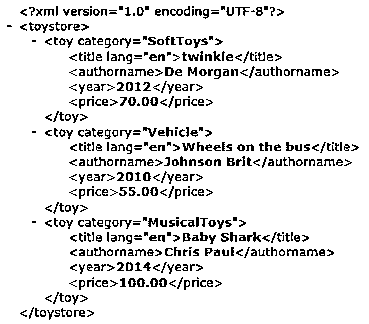 <?xml version="1.0" encoding="UTF-8"?>
- <toystore>
- <toy category="SoftToys">
<title lang="en">twinkle</title>
<authorname>De Morgan</authorname>
<year>2012</year>
<price>70.00</price>
</toy>
- <toy category="Vehicle">
<title lang="en">Wheels on the bus</title>
<authorname>Johnson Brit</authorname>
<year>2010</year>
<price>55.00</price>
</toy>
- <toy category="MusicalToys">
<title lang="en">Baby Shark</title>
<authorname>Chris Paul</authorname>
<year>2014</year>
<price>100.00</price>
</toy>
</toystore>